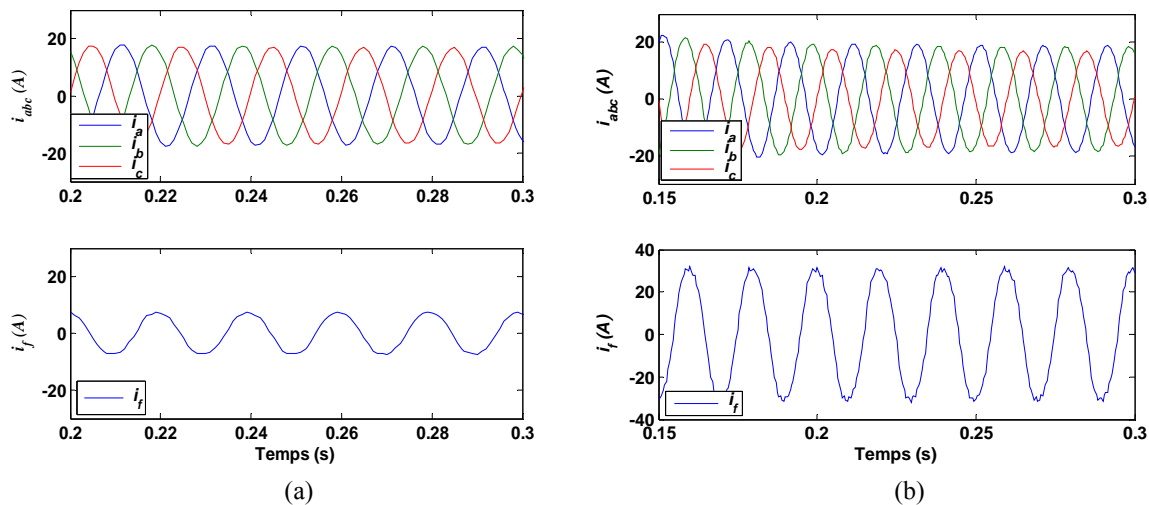 i_abc (A)
20
0
-20
i_a
i_b
i_c
0.2 0.22 0.24 0.26 0.28 0.3
i_f (A)
20
0
-20
i_f
0.2 0.22 0.24 0.26 0.28 0.3
Temps (s)
(a)
i_abc (A)
20
0
-20
i_a
i_b
i_c
0.15 0.2 0.25 0.3
i_f (A)
40
20
0
-20
-40
i_f
0.15 0.2 0.25 0.3
Temps (s)
(b)